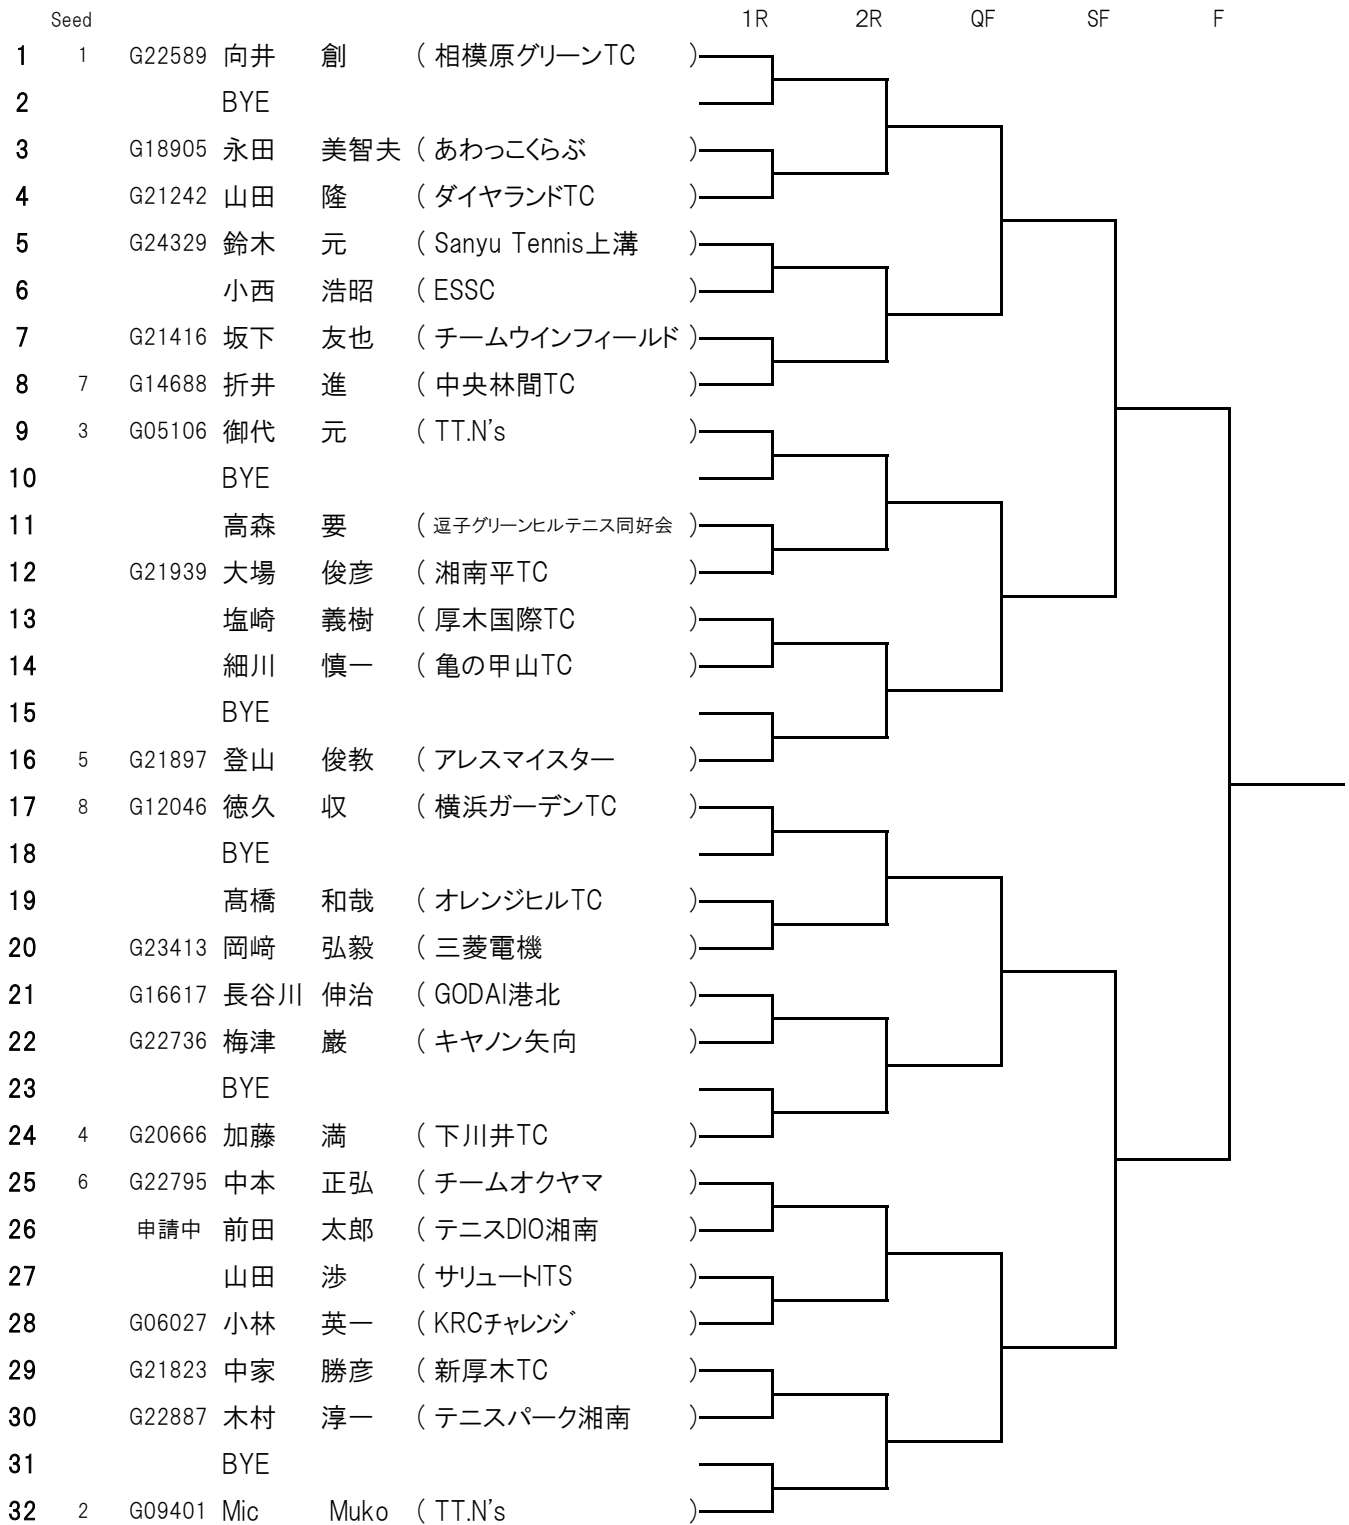 Seed 1R 2R QF SF F
1 1 G22589 向井 創 ( 相模原グリーンTC )
2 BYE
3 G18905 永田 美智夫 ( あわっこくらぶ )
4 G21242 山田 隆 ( ダイヤランドTC )
5 G24329 鈴木 元 ( Sanyu Tennis上溝 )
6 小西 浩昭 ( ESSC )
7 G21416 坂下 友也 ( チームウインフィールド )
8 7 G14688 折井 進 ( 中央林間TC )
9 3 G05106 御代 元 ( TT.N's )
10 BYE
11 高森 要 ( 逗子グリーンヒルテニス同好会 )
12 G21939 大場 俊彦 ( 湘南平TC )
13 塩崎 義樹 ( 厚木国際TC )
14 細川 慎一 ( 亀の甲山TC )
15 BYE
16 5 G21897 登山 俊教 ( アレスマイスター )
17 8 G12046 徳久 収 ( 横浜ガーデンTC )
18 BYE
19 髙橋 和哉 ( オレンジヒルTC )
20 G23413 岡﨑 弘毅 ( 三菱電機 )
21 G16617 長谷川 伸治 ( GODAI港北 )
22 G22736 梅津 巌 ( キヤノン矢向 )
23 BYE
24 4 G20666 加藤 満 ( 下川井TC )
25 6 G22795 中本 正弘 ( チームオクヤマ )
26 申請中 前田 太郎 ( テニスDIO湘南 )
27 山田 渉 ( サリュートITS )
28 G06027 小林 英一 ( KRCチャレンジ )
29 G21823 中家 勝彦 ( 新厚木TC )
30 G22887 木村 淳一 ( テニスパーク湘南 )
31 BYE
32 2 G09401 Mic Muko ( TT.N's )